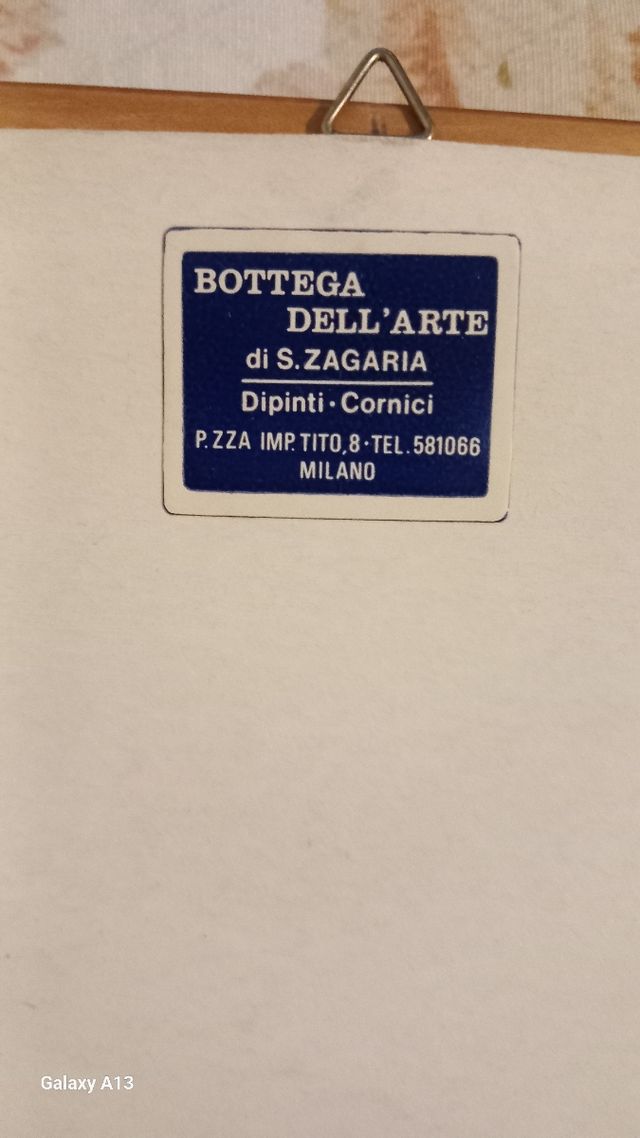 BOTTEGA
DELL'ARTE
di S.ZAGARIA
Dipinti·Cornici
P.ZZA IMP. TITO,8·TEL.581066
MILANO
Galaxy A13